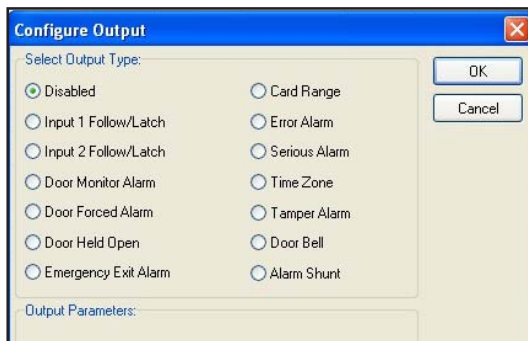 Configure Output
Select Output Type:
OK
Cancel
Disabled
Card Range
Input 1 Follow/Latch
Error Alarm
Input 2 Follow/Latch
Serious Alarm
Door Monitor Alarm
Time Zone
Door Forced Alarm
Tamper Alarm
Door Held Open
Door Bell
Emergency Exit Alarm
Alarm Shunt
Output Parameters: